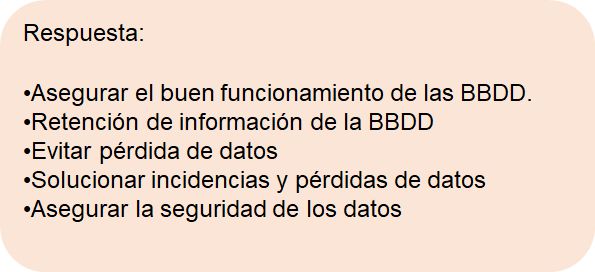 Respuesta:
•Asegurar el buen funcionamiento de las BBDD.
•Retención de información de la BBDD
•Evitar pérdida de datos
•Solucionar incidencias y pérdidas de datos
•Asegurar la seguridad de los datos